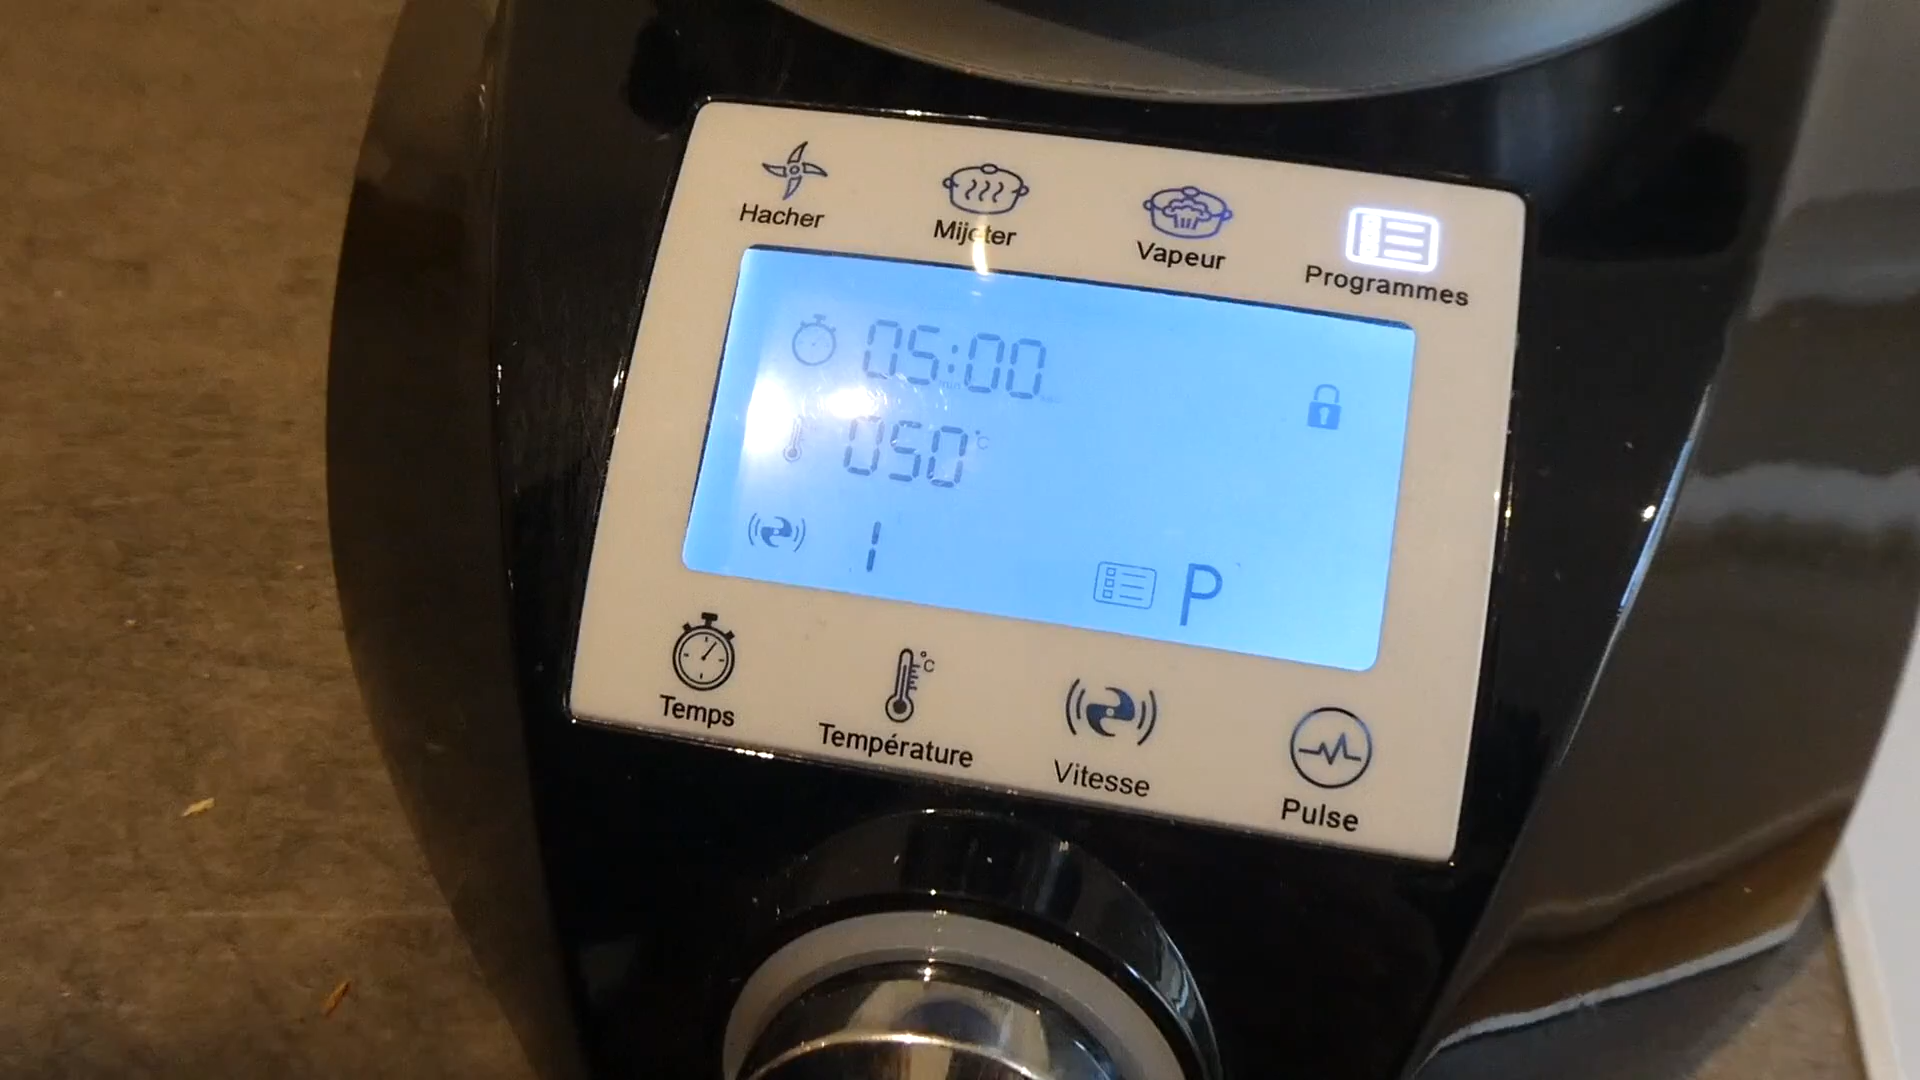 Hacher
Mijoter
Vapeur
Programmes
05:00
050°C
1
P
Temps
°C
Température
Vitesse
Pulse